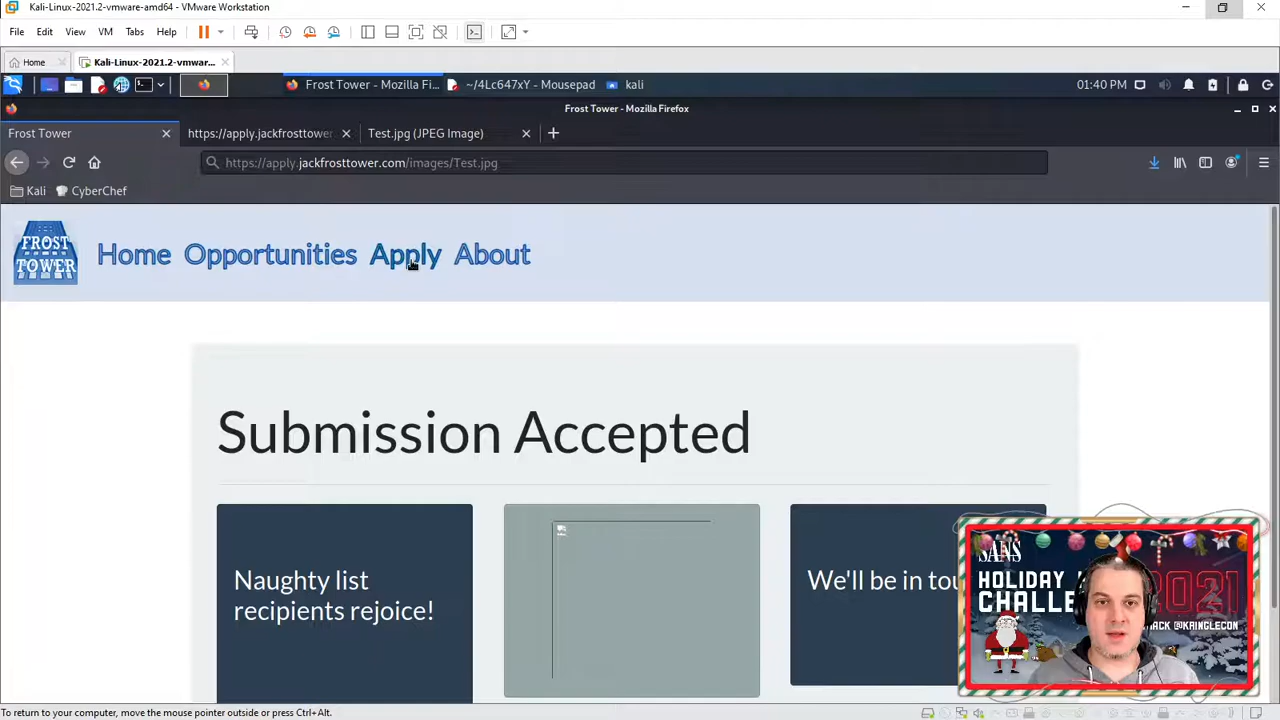 Kali-Linux-2021.2-vmware-amd64 - VMware Workstation
File Edit View VM Tabs Help
Home Kali-Linux-2021.2-vmwar...
Frost Tower - Mozilla Fi... ~/4Lc647xY - Mousepad kali 01:40 PM
Frost Tower - Mozilla Firefox
Frost Tower https://apply.jackfrosttower Test.jpg (JPEG Image)
https://apply.jackfrosttower.com/images/Test.jpg
Kali CyberChef
FROST
TOWER
Home Opportunities Apply About
Submission Accepted
Naughty list
recipients rejoice!
We'll be in tou
SANS
HOLIDAY 2021
CHALLE
ACK @KRINGLECON
To return to your computer, move the mouse pointer outside or press Ctrl+Alt.